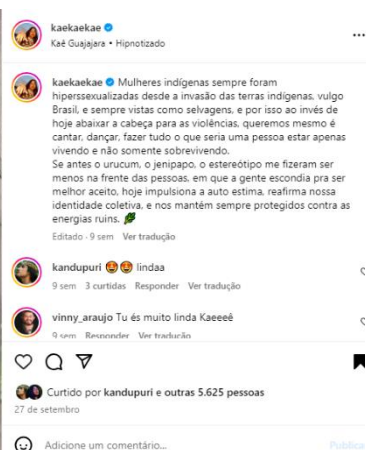 kaekaekae
Kaê Guajajara • Hipnotizado
kaekaekae Mulheres indígenas sempre foram
hiperssexualizadas desde a invasão das terras indígenas, vulgo
Brasil, e sempre vistas como selvagens, e por isso ao invés de
hoje abaixar a cabeça para as violências, queremos mesmo é
cantar, dançar, fazer tudo o que seria uma pessoa estar apenas
vivendo e não somente sobrevivendo.
Se antes o urucum, o jenipapo, o estereótipo me fizeram ser
menos na frente das pessoas, em que a gente escondia pra ser
melhor aceito, hoje impulsiona a auto estima, reafirma nossa
identidade coletiva, e nos mantém sempre protegidos contra as
energias ruins. 🌿
Editado · 9 sem Ver tradução
kandupuri 😍😍 lindaa
9 sem 3 curtidas Responder Ver tradução
vinny_araujo Tu és muito linda Kaeeeê
9 sem Responder Ver tradução
Curtido por kandupuri e outras 5.625 pessoas
27 de setembro
Adicione um comentário... Publicar